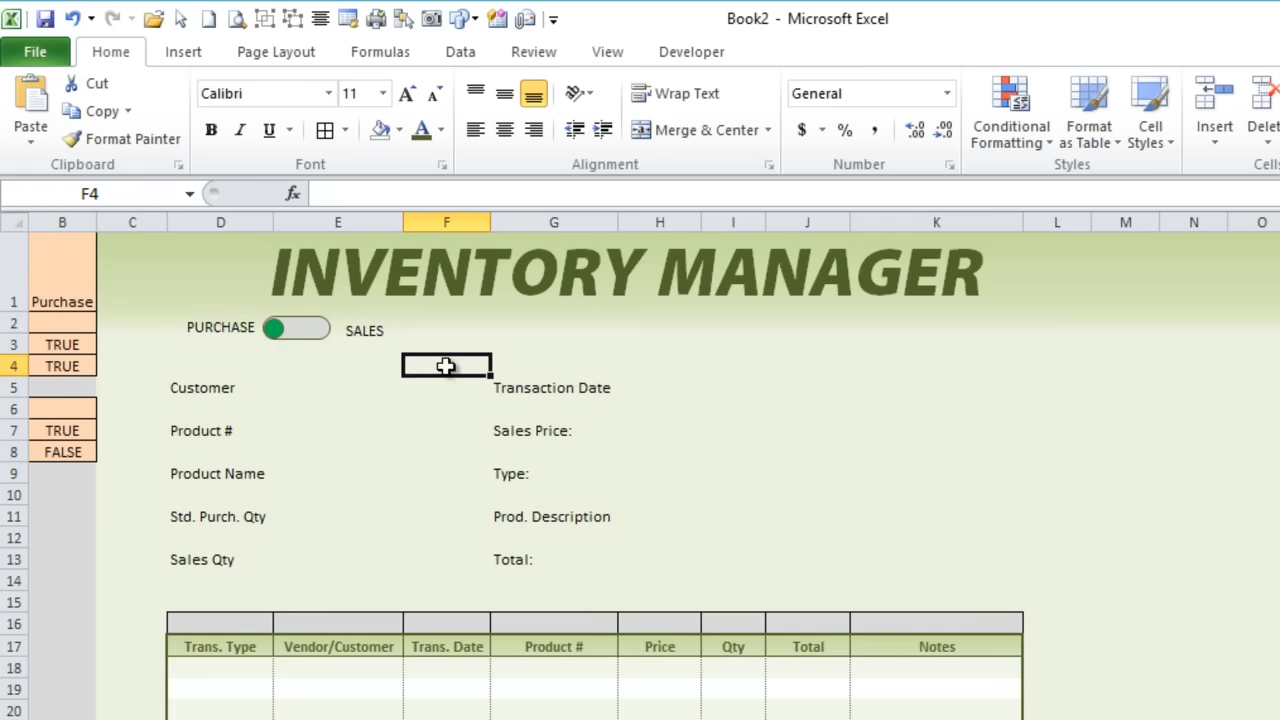 Book2 - Microsoft Excel
File Home Insert Page Layout Formulas Data Review View Developer
Paste
Cut
Copy
Format Painter
Clipboard
Calibri 11
B I U A
Font
Wrap Text
Merge & Center
Alignment
General
$ % ,
Number
Conditional Formatting
Format as Table
Cell Styles
Styles
Insert
F4 fx
B C D E F G H I J K L M N O
INVENTORY MANAGER
1 Purchase
2 PURCHASE SALES
3 TRUE
4 TRUE
5 Customer Transaction Date
6
7 TRUE Product # Sales Price:
8 FALSE
9 Product Name Type:
10
11 Std. Purch. Qty Prod. Description
12
13 Sales Qty Total:
14
15
16
17 Trans. Type Vendor/Customer Trans. Date Product # Price Qty Total Notes
18
19
20